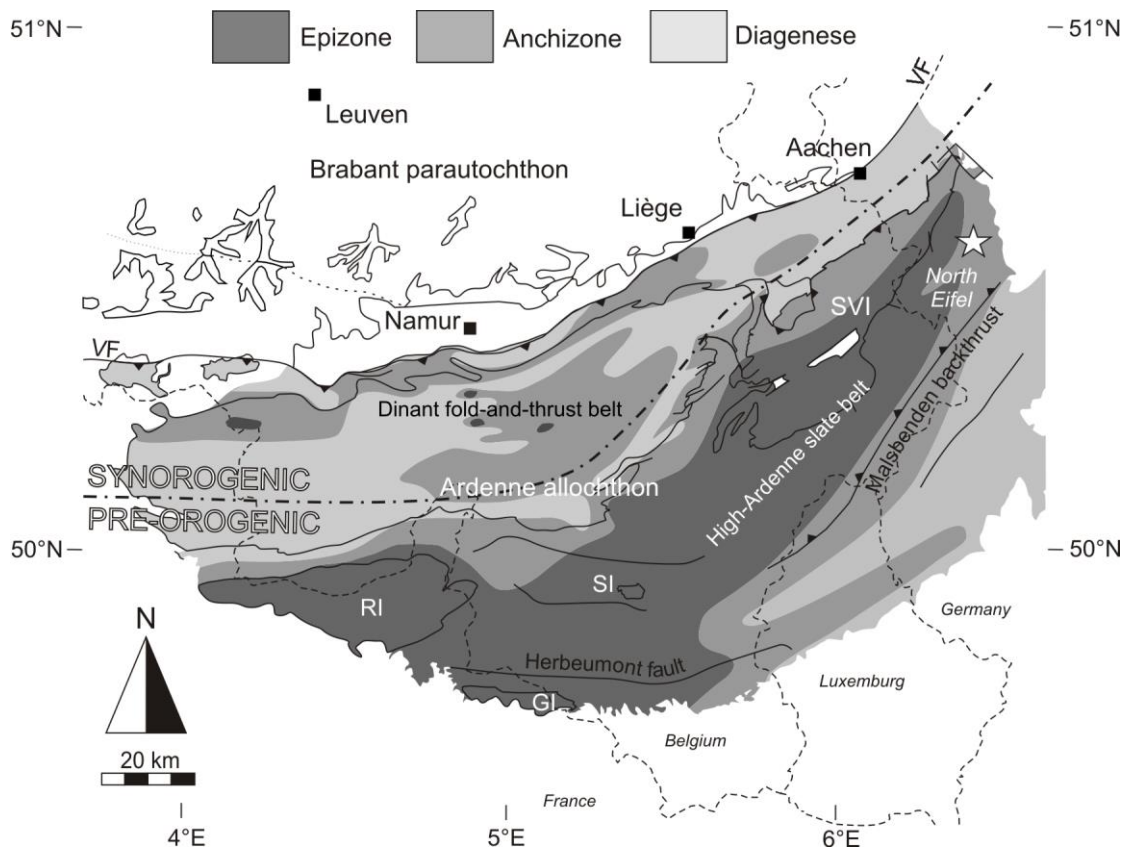 51°N
51°N
Epizone
Anchizone
Diagenese
VF
Leuven
Aachen
Brabant parautochthon
Liège
North
Eifel
SVI
Namur
VF
Malsbenden backthrust
Dinant fold-and-thrust belt
High-Ardenne slate belt
SYNOROGENIC
Ardenne allochthon
PRE-OROGENIC
50°N
50°N
SI
RI
Germany
N
Herbeumont fault
Luxemburg
GI
Belgium
20 km
France
4°E
5°E
6°E